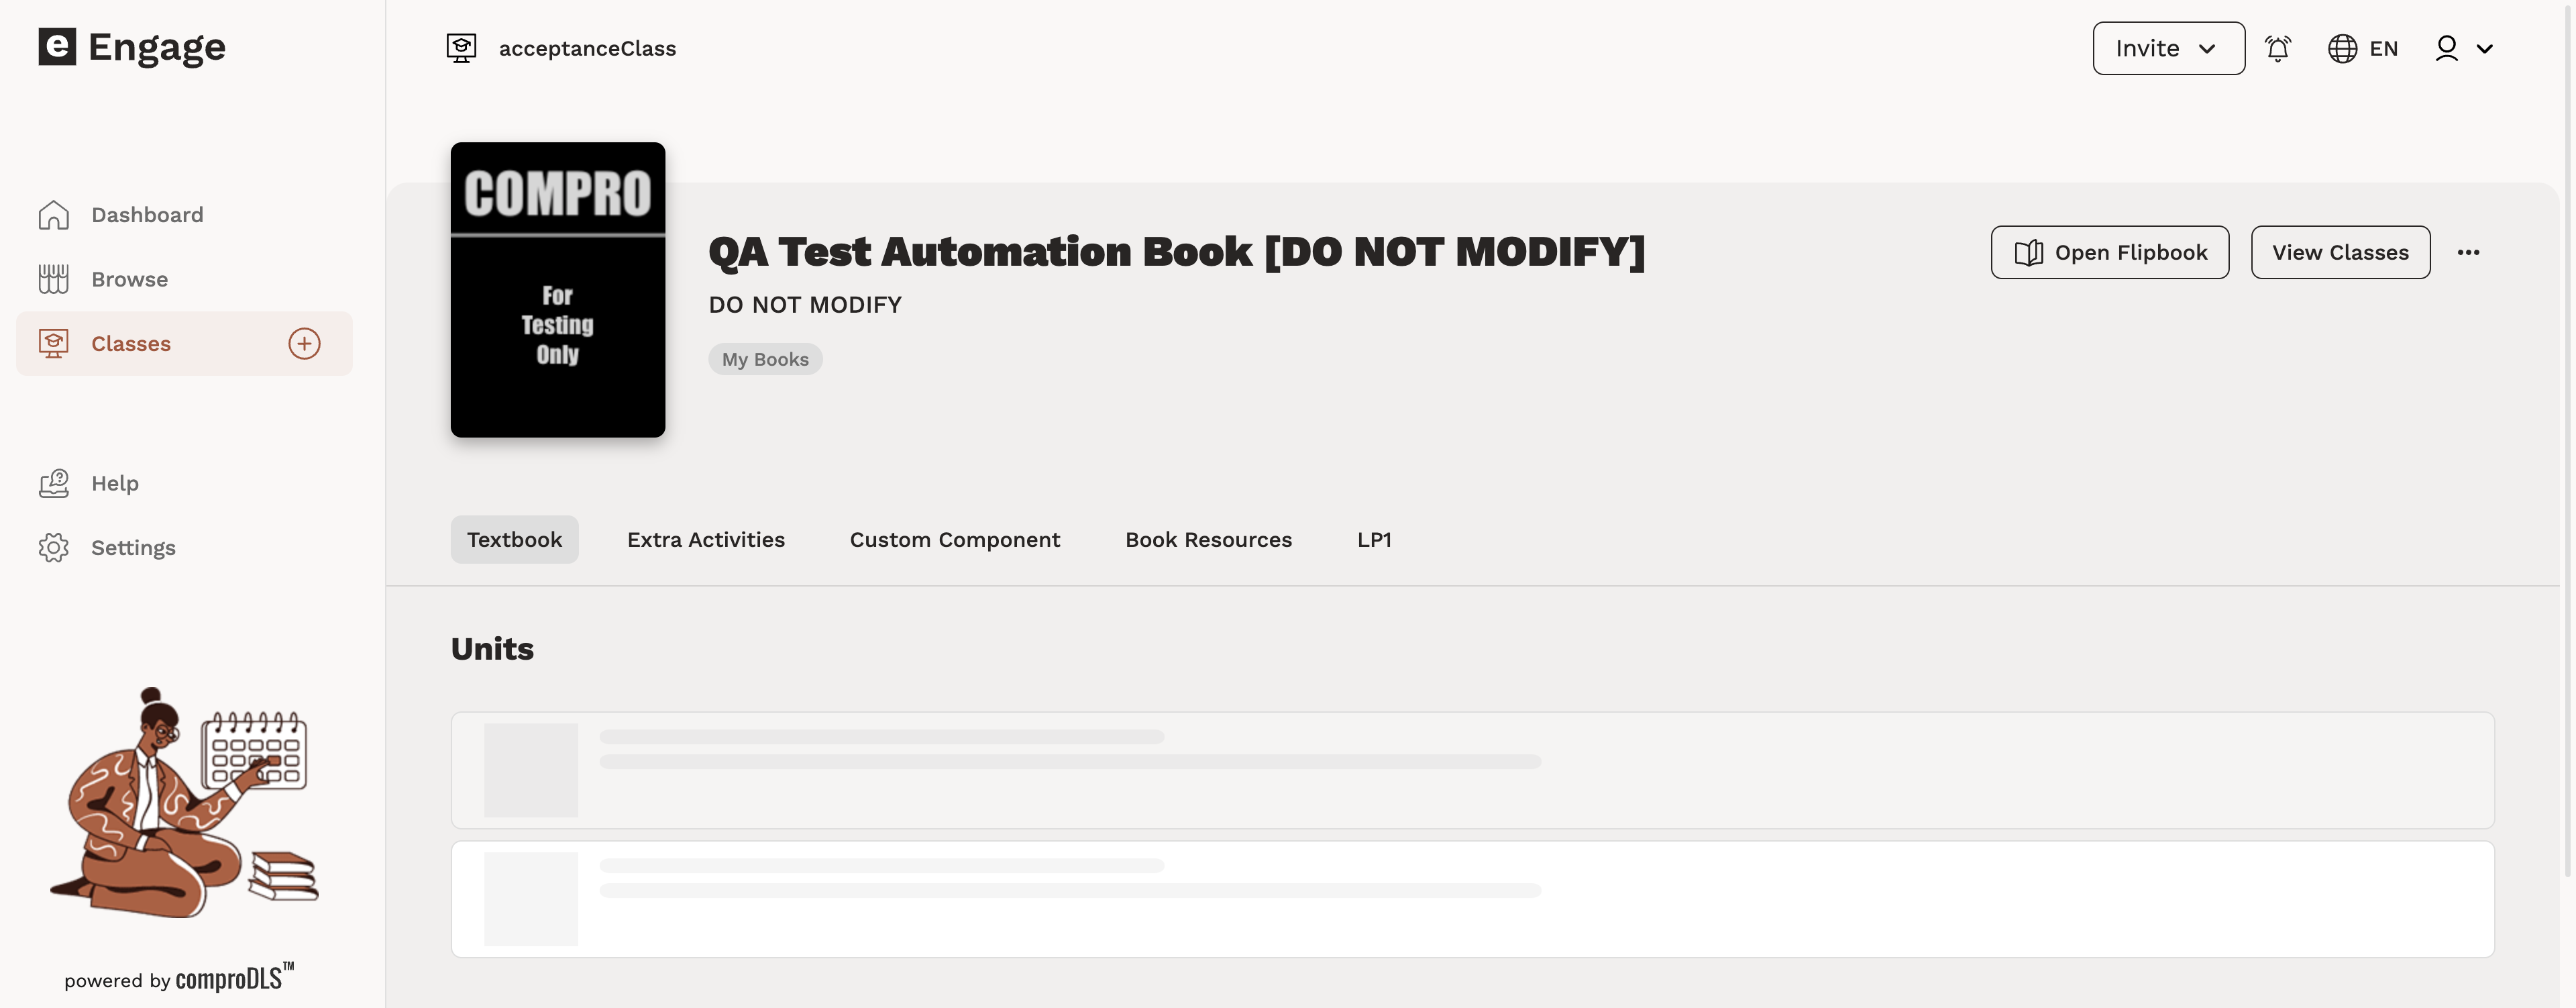 e Engage
acceptanceClass
Invite
EN
Dashboard
Browse
Classes
Help
Settings
powered by comproDLS™
COMPRO
For
Testing
Only
QA Test Automation Book [DO NOT MODIFY]
DO NOT MODIFY
My Books
Open Flipbook
View Classes
Textbook
Extra Activities
Custom Component
Book Resources
LP1
Units